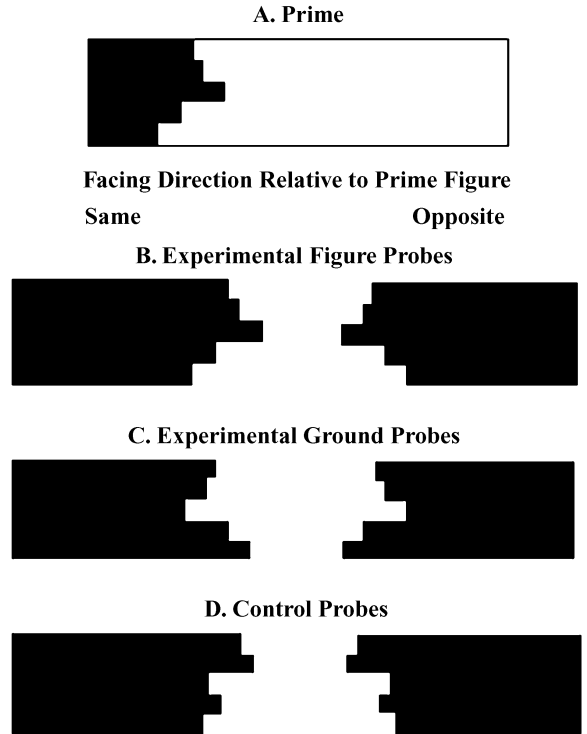 A. Prime
Facing Direction Relative to Prime Figure
Same Opposite
B. Experimental Figure Probes
C. Experimental Ground Probes
D. Control Probes